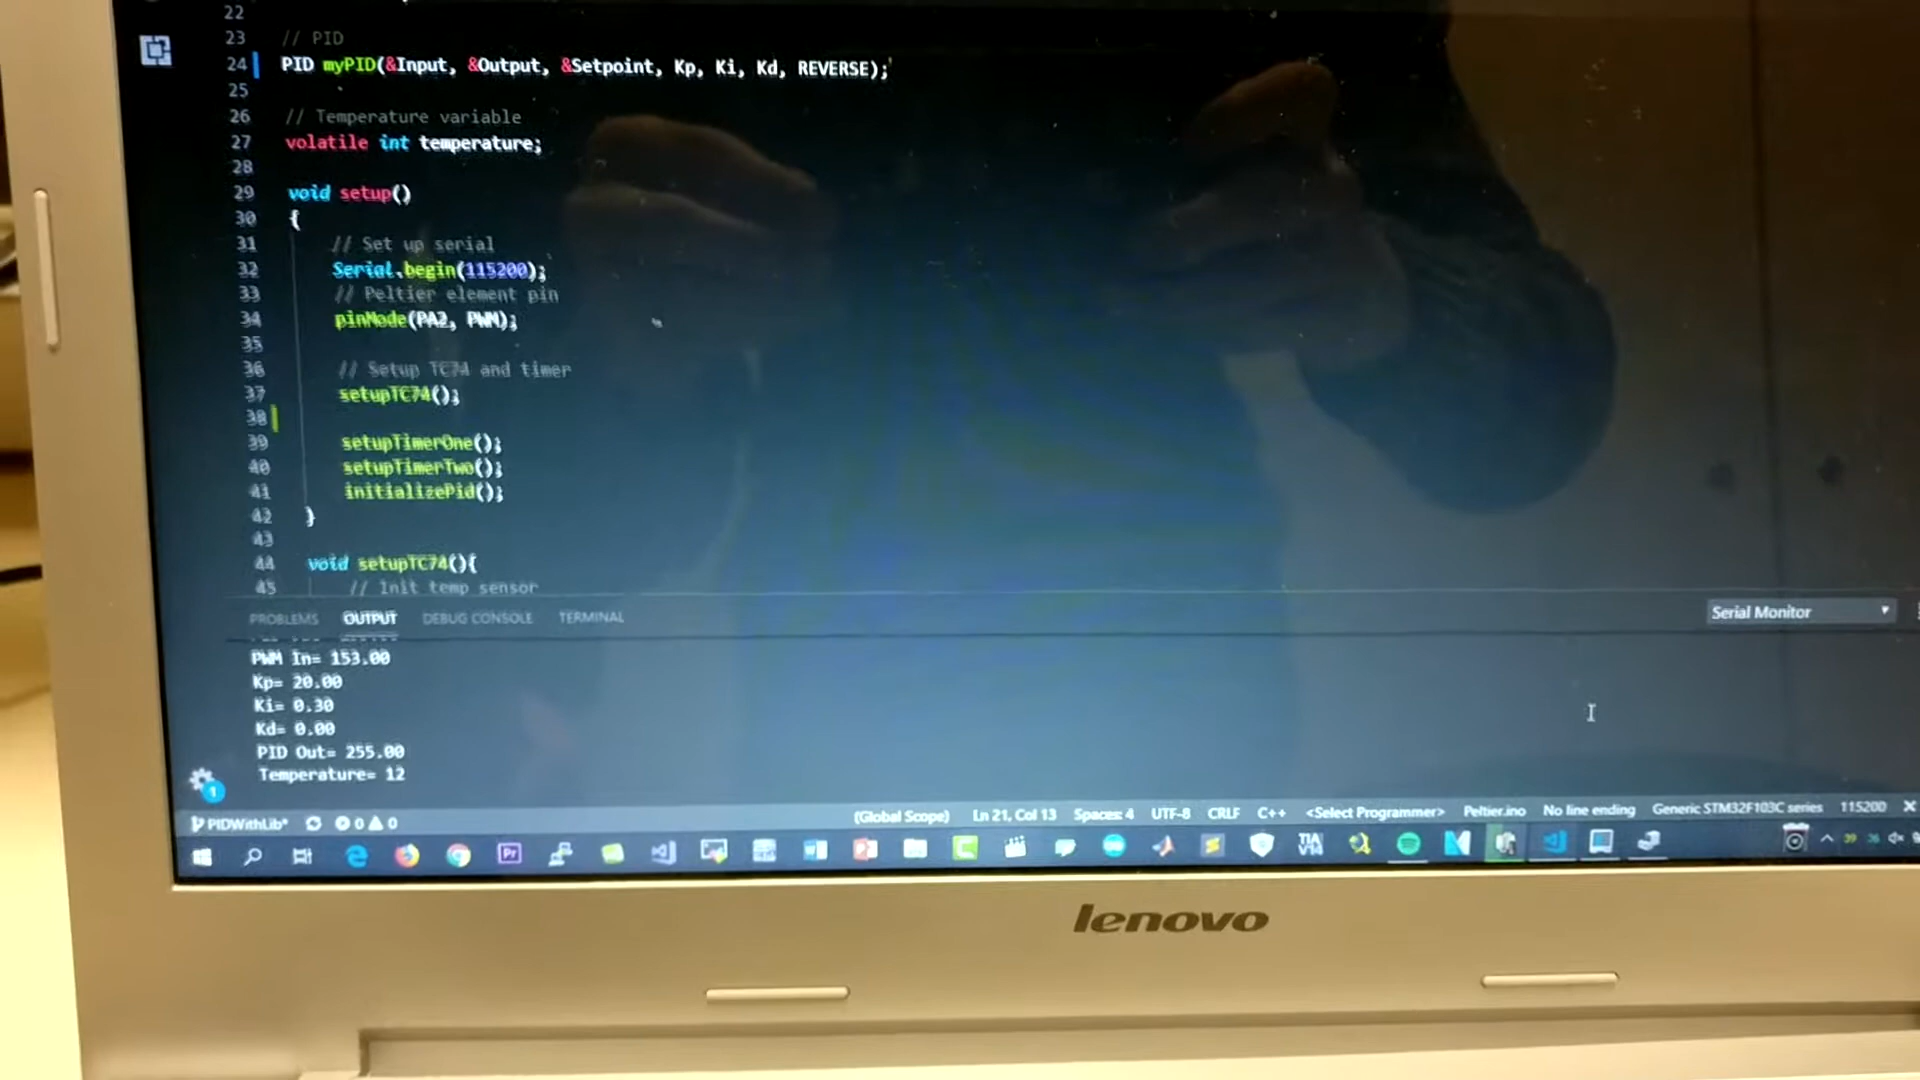 22
23 // PID
24 PID myPID(&Input, &Output, &Setpoint, Kp, Ki, Kd, REVERSE);
25
26 // Temperature variable
27 volatile int temperature;
28
29 void setup()
30 {
31 // Set up serial
32 Serial.begin(115200);
33 // Peltier element pin
34 pinMode(PA2, PWM);
35
36 // Setup TC74 and timer
37 setupTC74();
38
39 setupTimerOne();
40 setupTimerTwo();
41 initializePid();
42 }
43
44 void setupTC74(){
45 // Init temp sensor
PROBLEMS OUTPUT DEBUG CONSOLE TERMINAL Serial Monitor
PWM In= 153.00
Kp= 20.00
Ki= 0.30
Kd= 0.00
PID Out= 255.00
Temperature= 12
1
PIDWithLib* 0 0 (Global Scope) Ln 21, Col 13 Spaces: 4 UTF-8 CRLF C++ <Select Programmer> Peltier.ino No line ending Generic STM32F103C series 115200
Pr TIA V14 39
lenovo